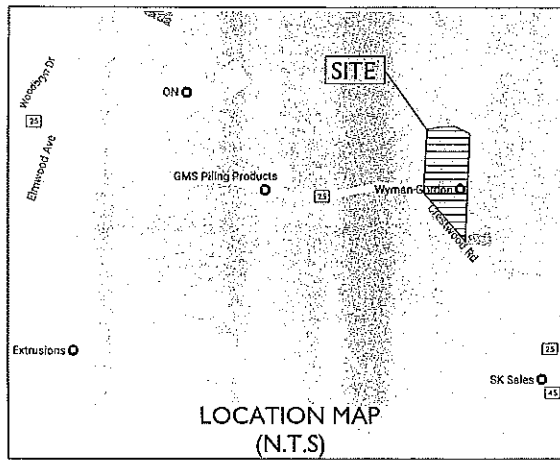 Woodbryn Dr
SITE
ON
25
Elmwood Ave
GMS Piling Products
25
Wyman-Gordon
Crestwood Rd
Extrusions
25
SK Sales
45
LOCATION MAP
(N.T.S)